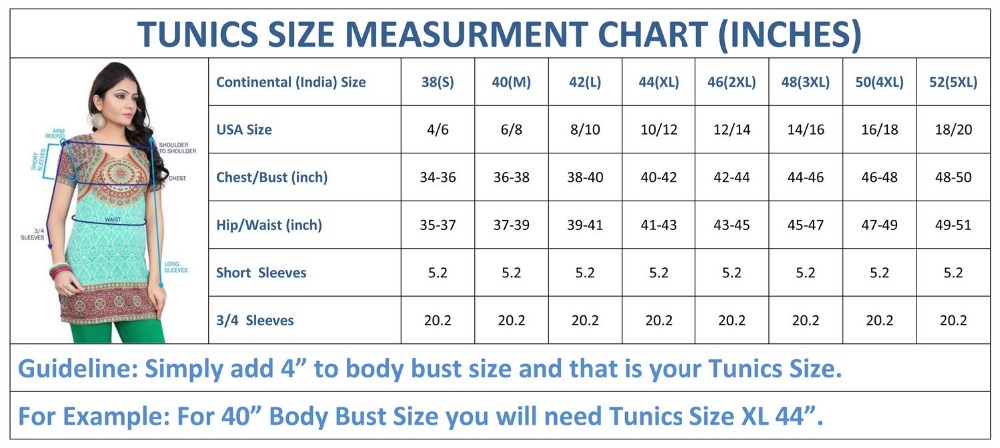 TUNICS SIZE MEASURMENT CHART (INCHES)
ARM
ROUND
SHORT
SLEEVES
SHOULDER
TO SHOULDER
CHEST
WAIST
3/4
SLEEVES
LONG
SLEEVES
Continental (India) Size 38(S) 40(M) 42(L) 44(XL) 46(2XL) 48(3XL) 50(4XL) 52(5XL)
USA Size 4/6 6/8 8/10 10/12 12/14 14/16 16/18 18/20
Chest/Bust (inch) 34-36 36-38 38-40 40-42 42-44 44-46 46-48 48-50
Hip/Waist (inch) 35-37 37-39 39-41 41-43 43-45 45-47 47-49 49-51
Short Sleeves 5.2 5.2 5.2 5.2 5.2 5.2 5.2 5.2
3/4 Sleeves 20.2 20.2 20.2 20.2 20.2 20.2 20.2 20.2
Guideline: Simply add 4” to body bust size and that is your Tunics Size.
For Example: For 40” Body Bust Size you will need Tunics Size XL 44”.